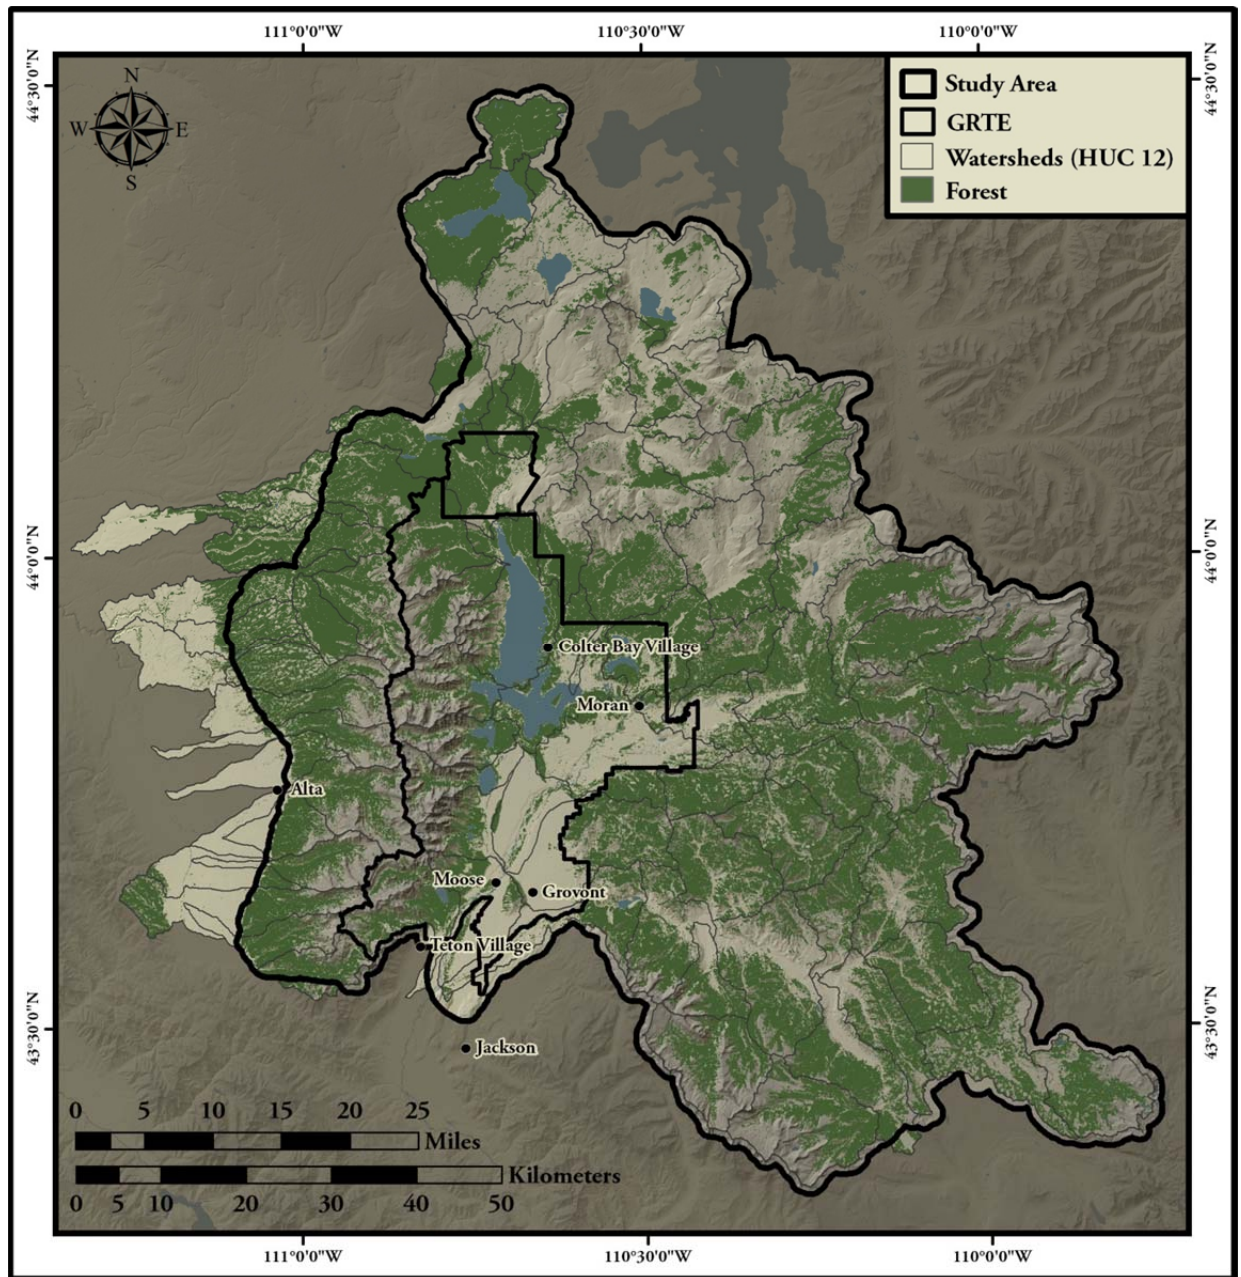 111°0'0"W
110°30'0"W
110°0'0"W
44°30'0"N
44°30'0"N
N
W
E
S
Study Area
GRTE
Watersheds (HUC 12)
Forest
44°0'0"N
44°0'0"N
Colter Bay Village
Moran
Alta
Moose
Grovont
Teton Village
43°30'0"N
43°30'0"N
Jackson
0 5 10 15 20 25
Miles
Kilometers
0 5 10 20 30 40 50
111°0'0"W
110°30'0"W
110°0'0"W